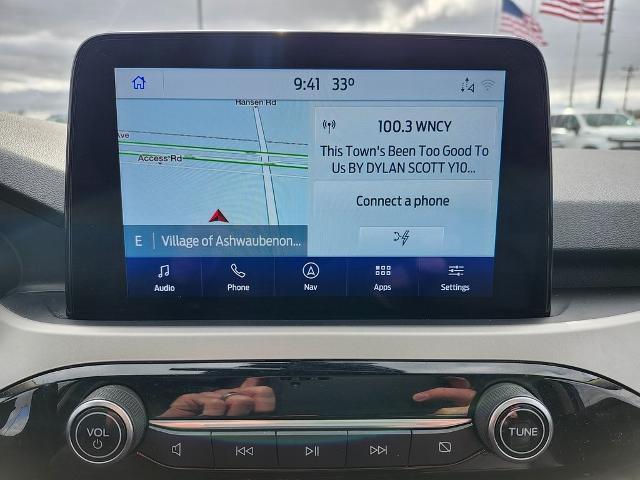 9:41 33°
Hansen Rd
Ave
Access Rd
E Village of Ashwaubenon...
100.3 WNCY
This Town's Been Too Good To
Us BY DYLAN SCOTT Y10...
Connect a phone
Audio Phone Nav Apps Settings
VOL
TUNE